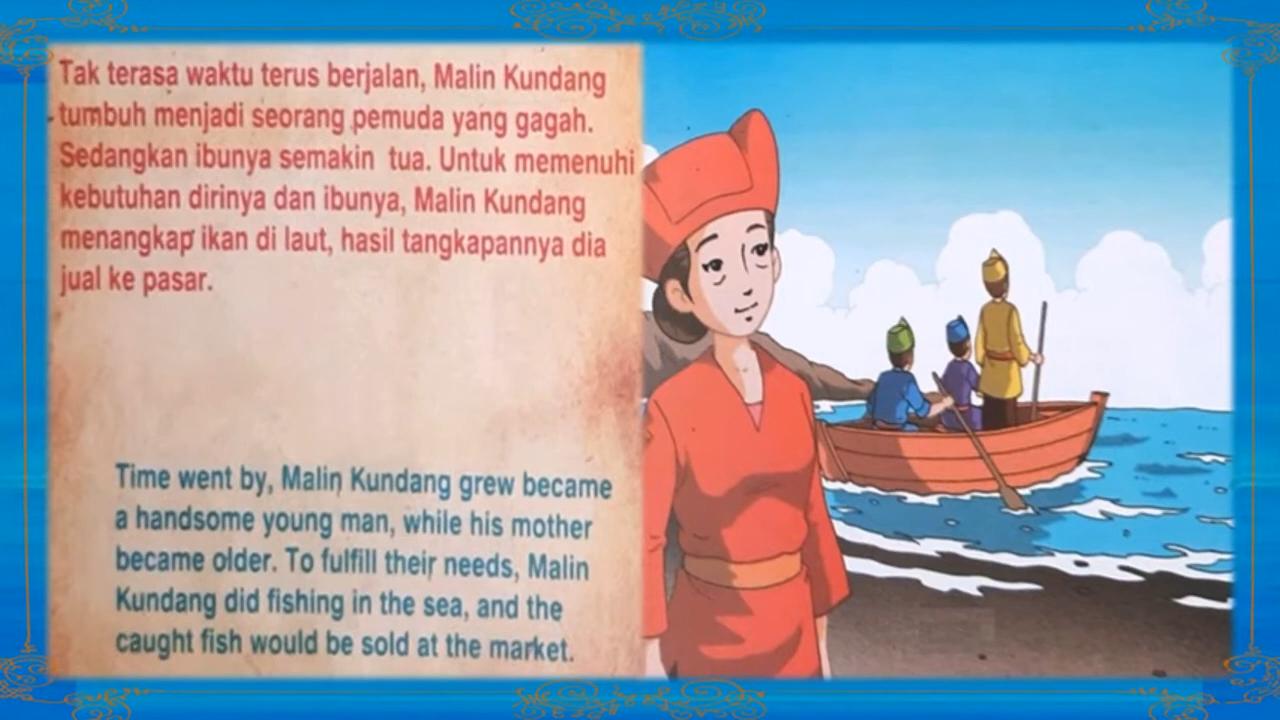 Tak terasa waktu terus berjalan, Malin Kundang
tumbuh menjadi seorang pemuda yang gagah.
Sedangkan ibunya semakin tua. Untuk memenuhi
kebutuhan dirinya dan ibunya, Malin Kundang
menangkap ikan di laut, hasil tangkapannya dia
jual ke pasar.
Time went by, Malin Kundang grew became
a handsome young man, while his mother
became older. To fulfill their needs, Malin
Kundang did fishing in the sea, and the
caught fish would be sold at the market.